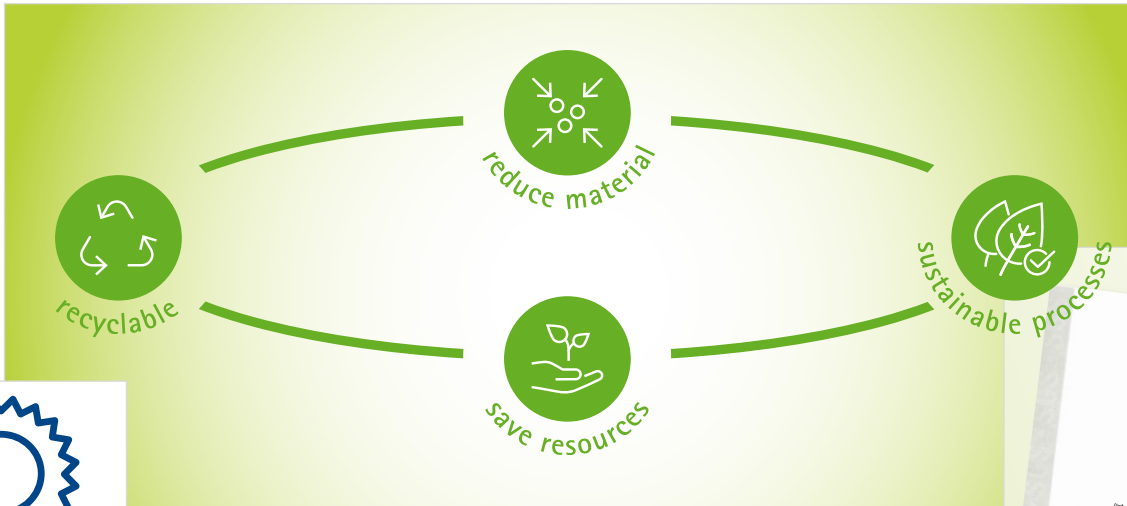 reduce material
recyclable
sustainable processes
save resources